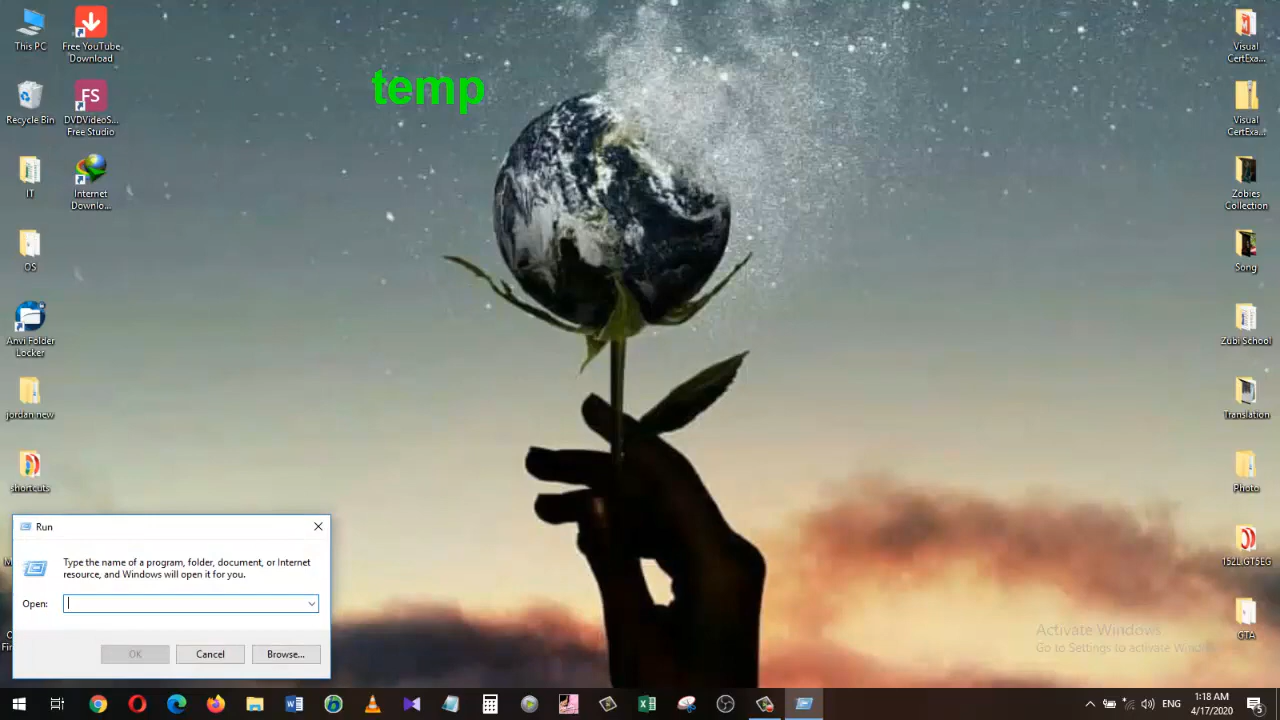 This PC
Free YouTube
Download
temp
Visual
CertExa...
Recycle Bin
DVDVideoS...
Free Studio
Visual
CertExa...
IT
Internet
Downlo...
Zobies
Collection
OS
Song
Anvi Folder
Locker
Zubi School
jordan new
Translation
shortcuts
Photo
Run
Type the name of a program, folder, document, or Internet
resource, and Windows will open it for you.
Open:
OK
Cancel
Browse...
152L.GT5EG
GTA
Activate Windows
Go to Settings to activate Windows
ENG
1:18 AM
4/17/2020
5